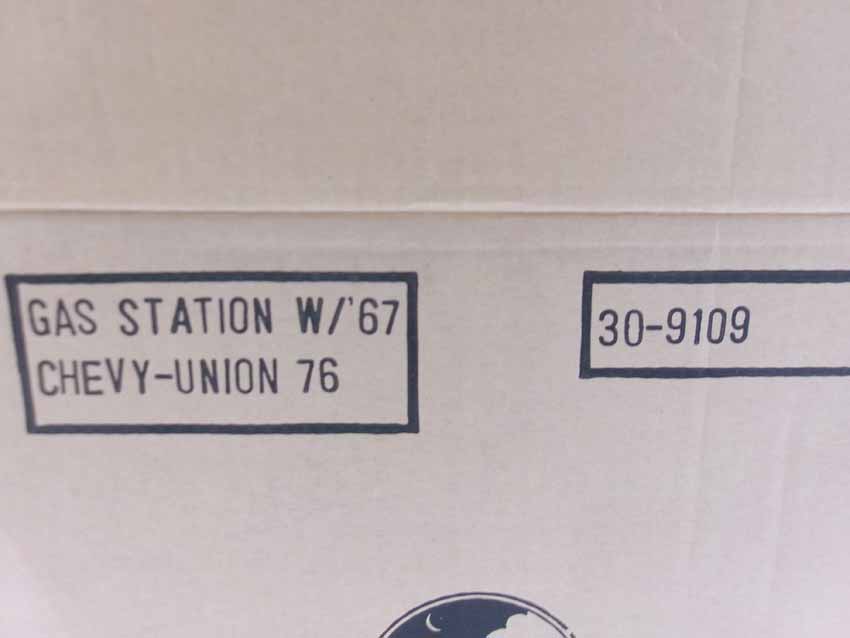 GAS STATION W/'67
CHEVY-UNION 76
30-9109